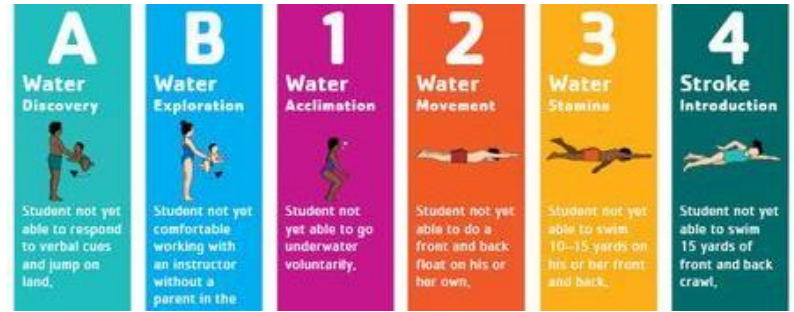 A
Water
Discovery
Student not yet
able to respond
to verbal cues
and jump on
land.
B
Water
Exploration
Student not yet
comfortable
working with
an instructor
without a
parent in the
1
Water
Acclimation
Student not
yet able to go
underwater
voluntarily.
2
Water
Movement
Student not yet
able to do a
front and back
float on his or
her own.
3
Water
Stamina
Student not yet
able to swim
10–15 yards on
his or her front
and back.
4
Stroke
Introduction
Student not yet
able to swim
15 yards of
front and back
crawl.